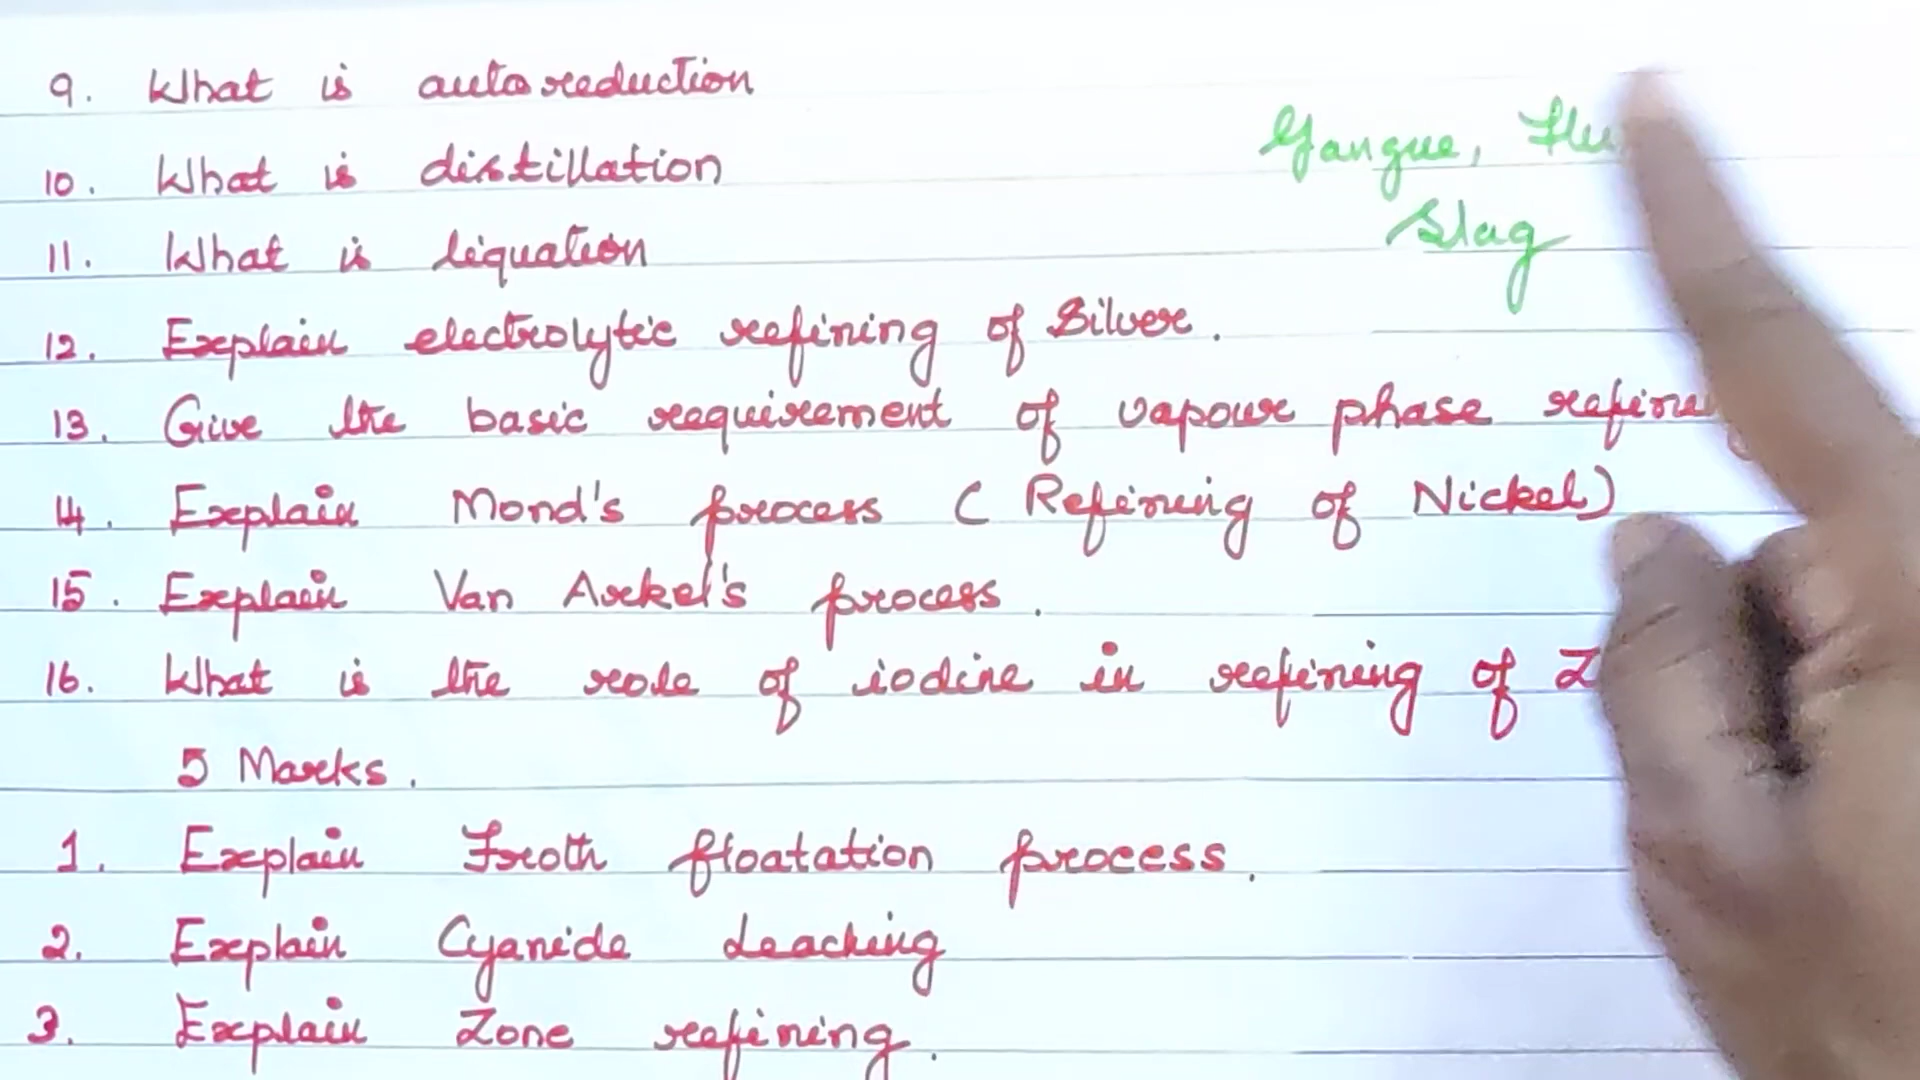 9. What is auto reduction
10. What is distillation
Gangue,
Slag
11. What is liquation
12. Explain electrolytic refining of Silver.
13. Give the basic requirement of vapour phase
14. Explain Mond's process (Refining of Nickel)
15. Explain Van Arkel's process.
16. What is the role of iodine in refining of
5 Marks.
1. Explain Froth floatation process.
2. Explain Cyanide Leaching
3. Explain Zone refining.